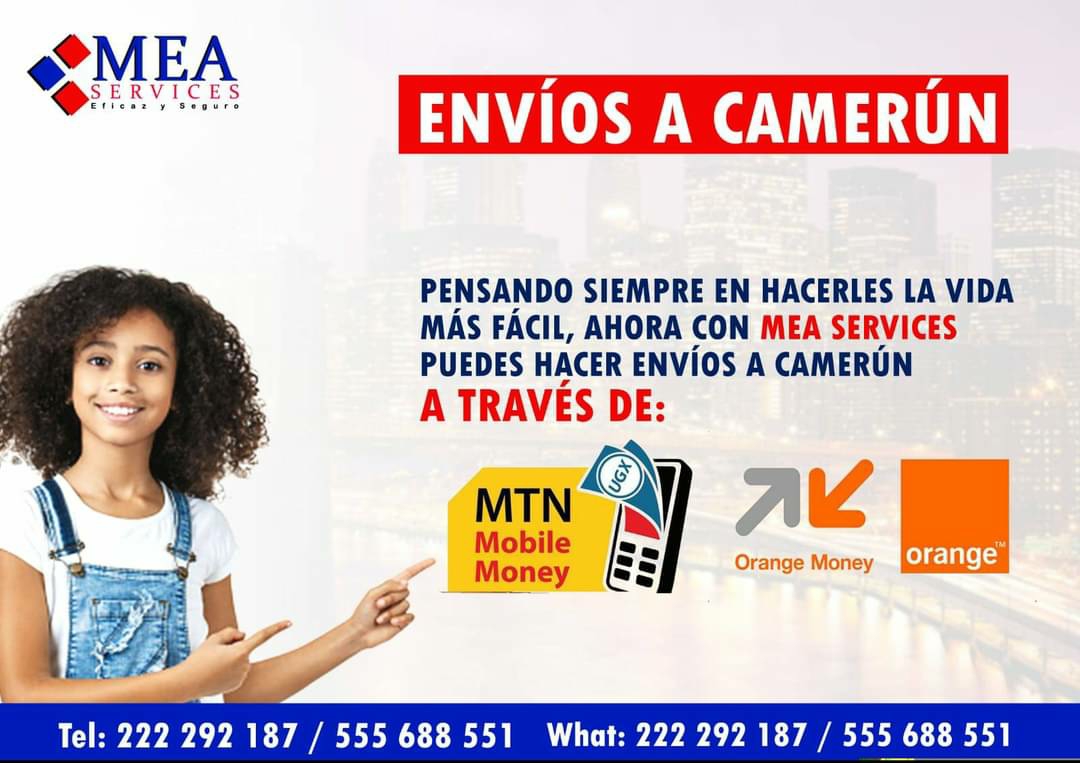 MEA
SERVICES
Eficaz y Seguro
ENVÍOS A CAMERÚN
PENSANDO SIEMPRE EN HACERLES LA VIDA
MÁS FÁCIL, AHORA CON MEA SERVICES
PUEDES HACER ENVÍOS A CAMERÚN
A TRAVÉS DE:
MTN
Mobile
Money
UGX
Orange Money
orange™
Tel: 222 292 187 / 555 688 551 What: 222 292 187 / 555 688 551